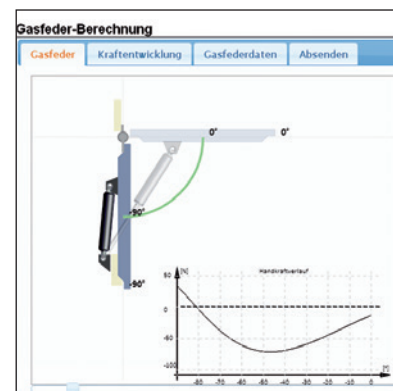 Gasfeder-Berechnung
Gasfeder Kraftentwicklung Gasfederdaten Absenden
0° 0°
-90°
-90°
[N] Handkraftverlauf
50
0
-50
-100
-80 -70 -60 -50 -40 -30 -20 -10 0